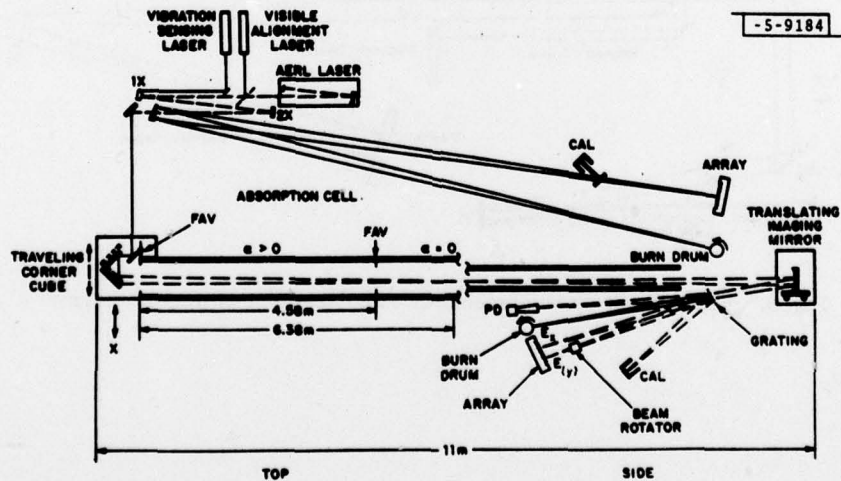 VIBRATION
SENSING
LASER
VISIBLE
ALIGNMENT
LASER
-5-9184
AERL LASER
1X
2X
CAL
ARRAY
ABSORPTION CELL
TRANSLATING
IMAGING
MIRROR
FAV
FAV
TRAVELING
CORNER
CUBE
α > 0
α = 0
BURN DRUM
4.58m
6.38m
PD
X
BURN
DRUM
E_t
E_(y)
ARRAY
BEAM
ROTATOR
CAL
GRATING
11m
TOP
SIDE